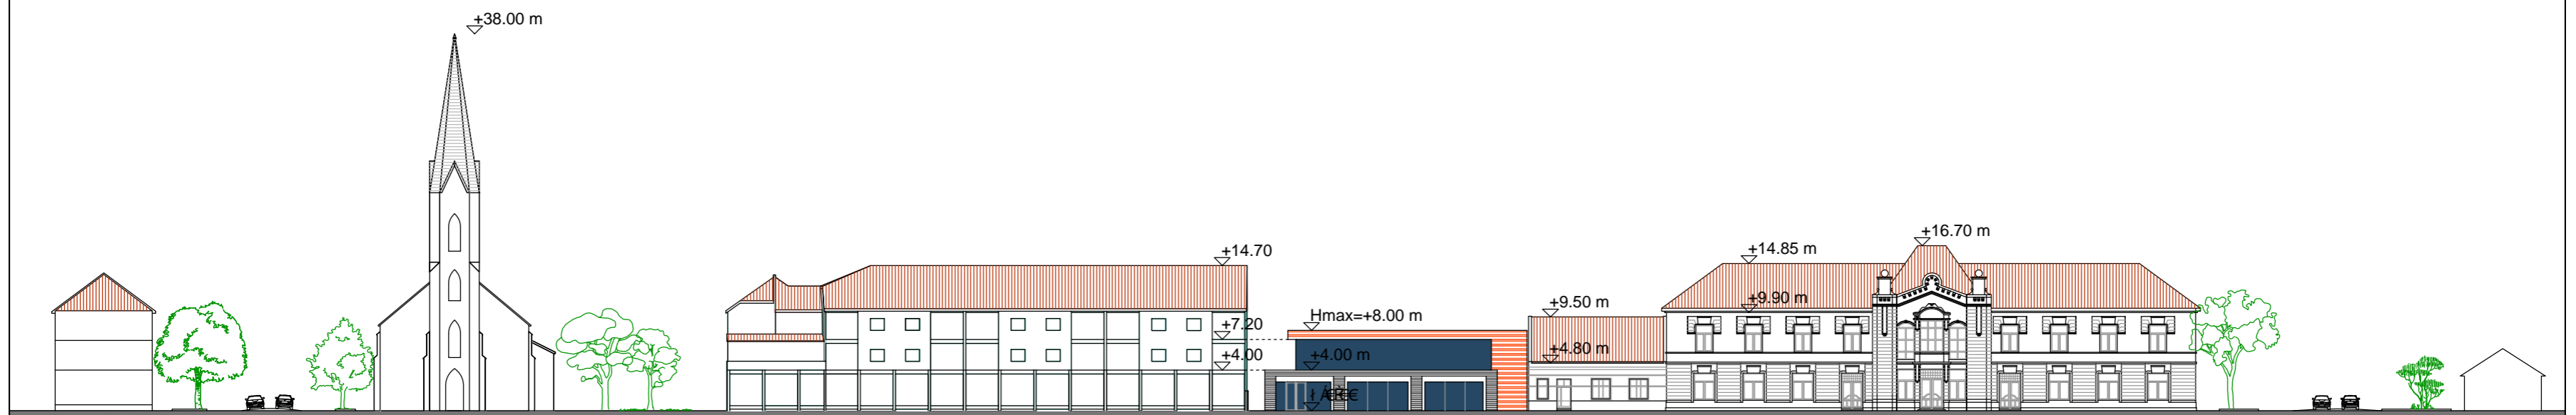 +38.00 m
+14.70
+7.20
+4.00
Hmax=+8.00 m
+4.00 m
+9.50 m
+4.80 m
+14.85 m
+9.90 m
+16.70 m